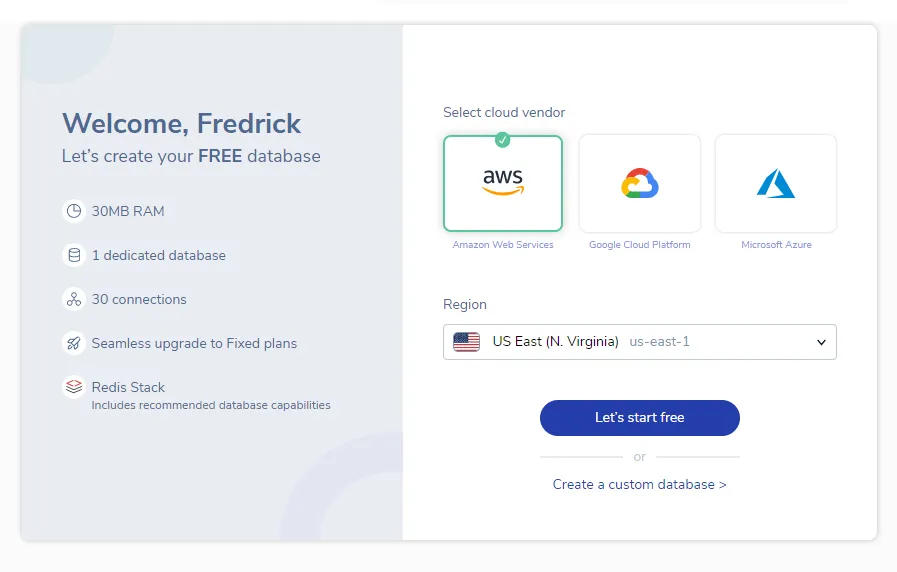 Welcome, Fredrick
Let's create your FREE database
30MB RAM
1 dedicated database
30 connections
Seamless upgrade to Fixed plans
Redis Stack
Includes recommended database capabilities
Select cloud vendor
aws
Amazon Web Services
Google Cloud Platform
Microsoft Azure
Region
US East (N. Virginia) us-east-1
Let's start free
or
Create a custom database >